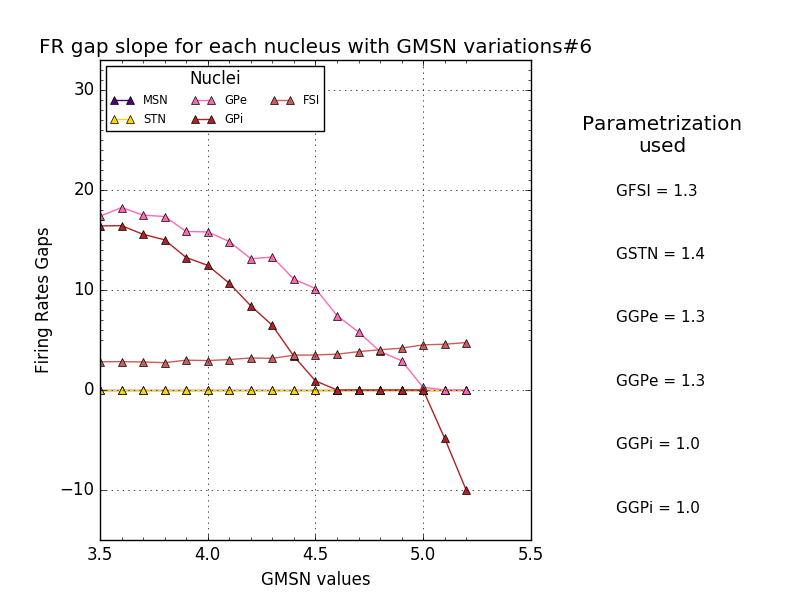 FR gap slope for each nucleus with GMSN variations#6
Nuclei
MSN GPe FSI
STN GPi
30
20
10
0
−10
Firing Rates Gaps
3.5 4.0 4.5 5.0 5.5
GMSN values
Parametrization
used
GFSI = 1.3
GSTN = 1.4
GGPe = 1.3
GGPe = 1.3
GGPi = 1.0
GGPi = 1.0